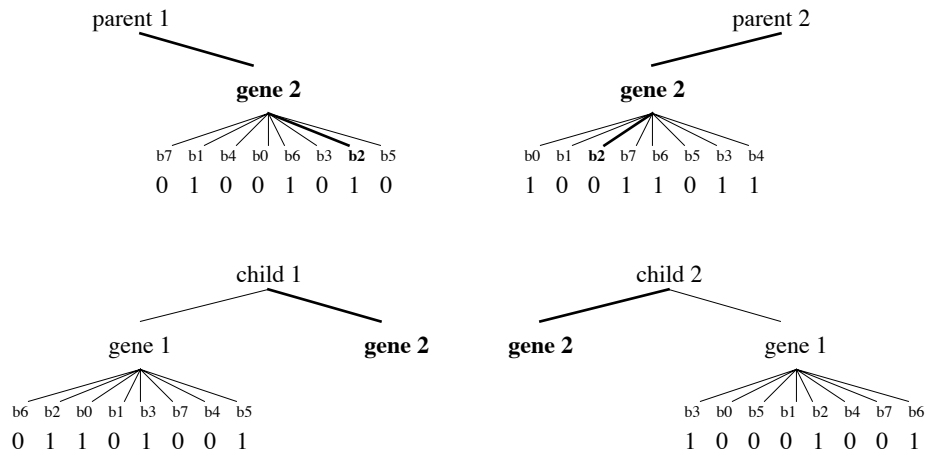 parent 1 parent 2
gene 2 gene 2
b7 b1 b4 b0 b6 b3 b2 b5 b0 b1 b2 b7 b6 b5 b3 b4
0 1 0 0 1 0 1 0 1 0 0 1 1 0 1 1
child 1 child 2
gene 1 gene 2 gene 2 gene 1
b6 b2 b0 b1 b3 b7 b4 b5 b3 b0 b5 b1 b2 b4 b7 b6
0 1 1 0 1 0 0 1 1 0 0 0 1 0 0 1